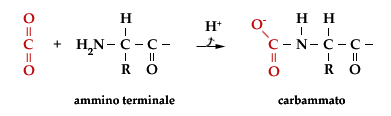 O=C=O + H₂N – C(H)(R) – C(=O) – H⁺ → O⁻ – C(=O) – N(H) – C(H)(R) – C(=O) –
ammino terminale carbammato